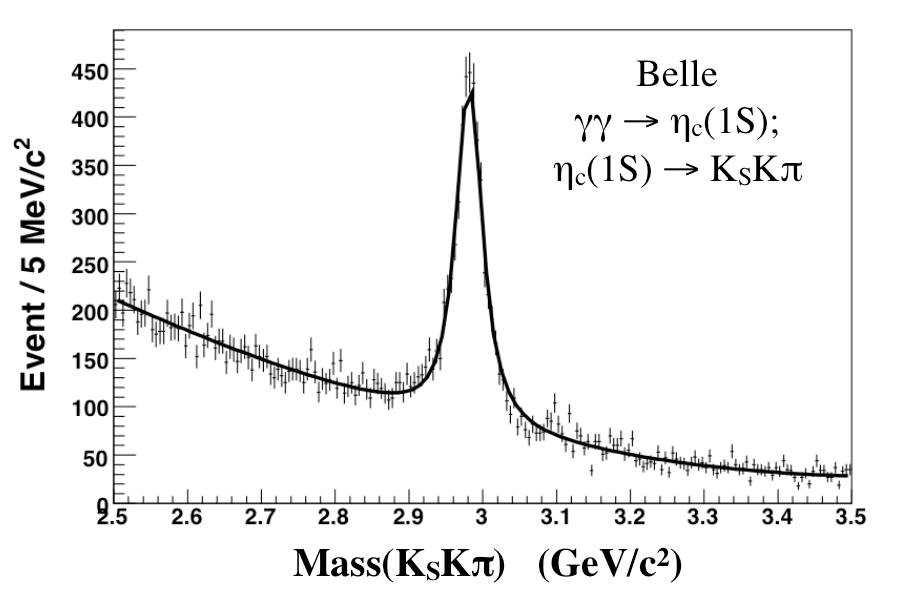 Belle
γγ → ηc(1S);
ηc(1S) → KSKπ
Event / 5 MeV/c2
450
400
350
300
250
200
150
100
50
0
2.5 2.6 2.7 2.8 2.9 3 3.1 3.2 3.3 3.4 3.5
Mass(KSKπ) (GeV/c2)